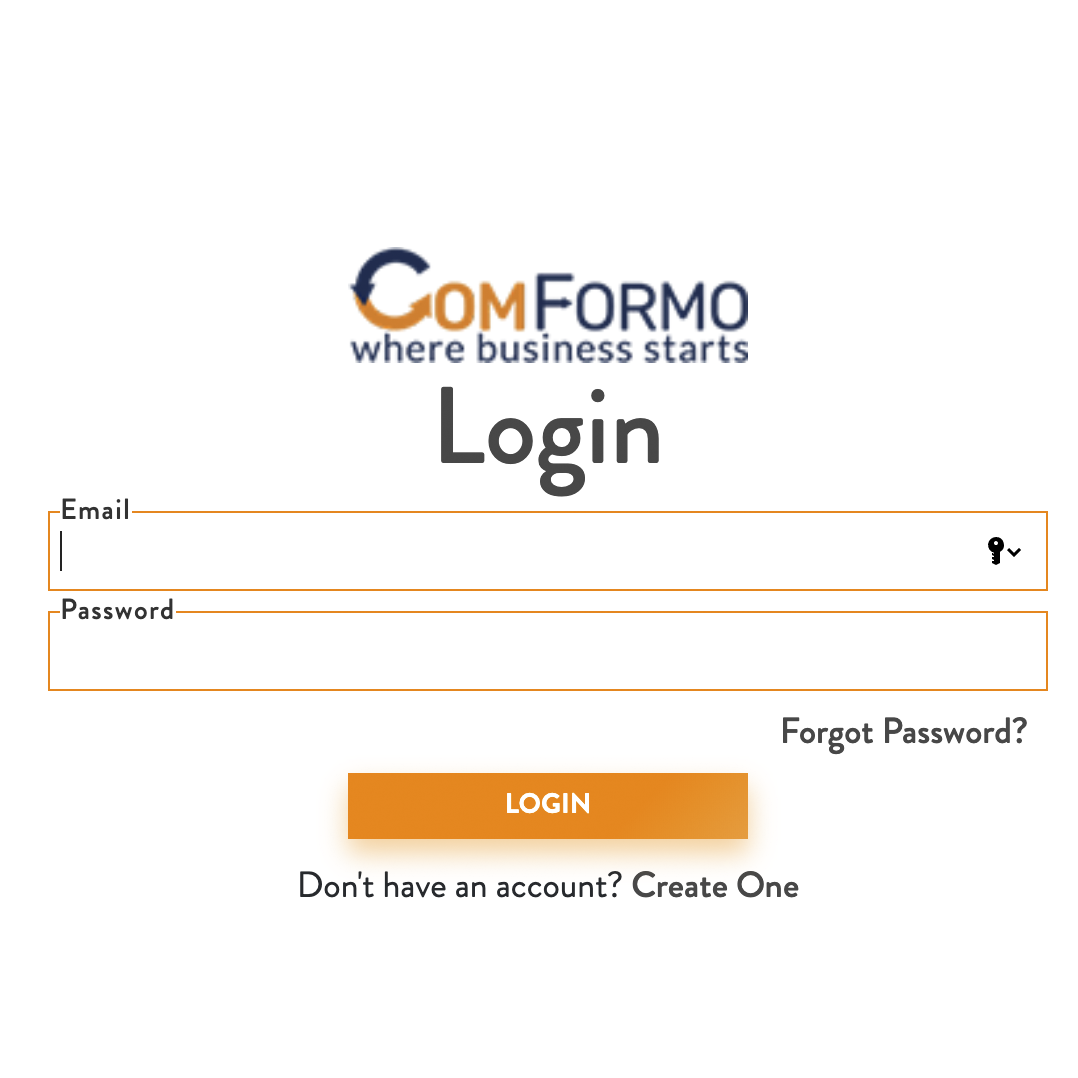 ComFormo
where business starts
Login
Email
Password
Forgot Password?
LOGIN
Don't have an account? Create One